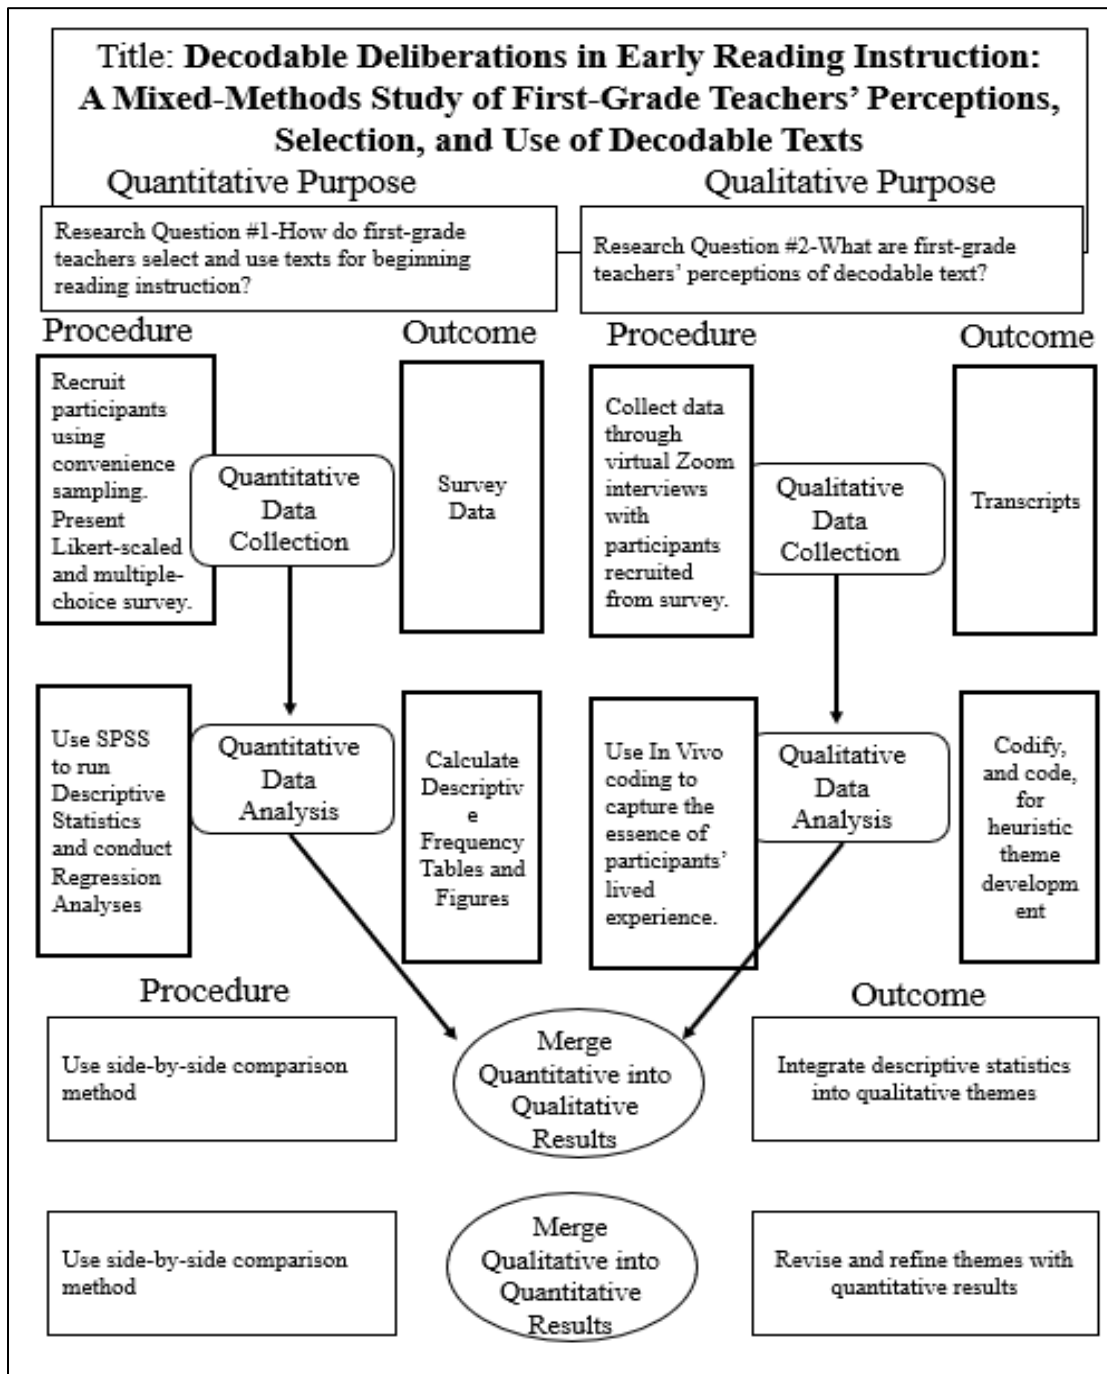 Title: Decodable Deliberations in Early Reading Instruction:
A Mixed-Methods Study of First-Grade Teachers' Perceptions,
Selection, and Use of Decodable Texts
Quantitative Purpose
Qualitative Purpose
Research Question #1-How do first-grade
teachers select and use texts for beginning
reading instruction?
Research Question #2-What are first-grade
teachers' perceptions of decodable text?
Procedure
Outcome
Procedure
Outcome
Recruit
participants
using
convenience
sampling.
Present
Likert-scaled
and multiple-
choice survey.
Quantitative
Data
Collection
Survey
Data
Collect data
through
virtual Zoom
interviews
with
participants
recruited
from survey.
Qualitative
Data
Collection
Transcripts
Use SPSS
to run
Descriptive
Statistics
and conduct
Regression
Analyses
Quantitative
Data
Analysis
Calculate
Descriptiv
e
Frequency
Tables and
Figures
Use In Vivo
coding to
capture the
essence of
participants'
lived
experience.
Qualitative
Data
Analysis
Codify,
and code,
for
heuristic
theme
developm
ent
Procedure
Outcome
Use side-by-side comparison
method
Merge
Quantitative into
Qualitative
Results
Integrate descriptive statistics
into qualitative themes
Use side-by-side comparison
method
Merge
Qualitative into
Quantitative
Results
Revise and refine themes with
quantitative results